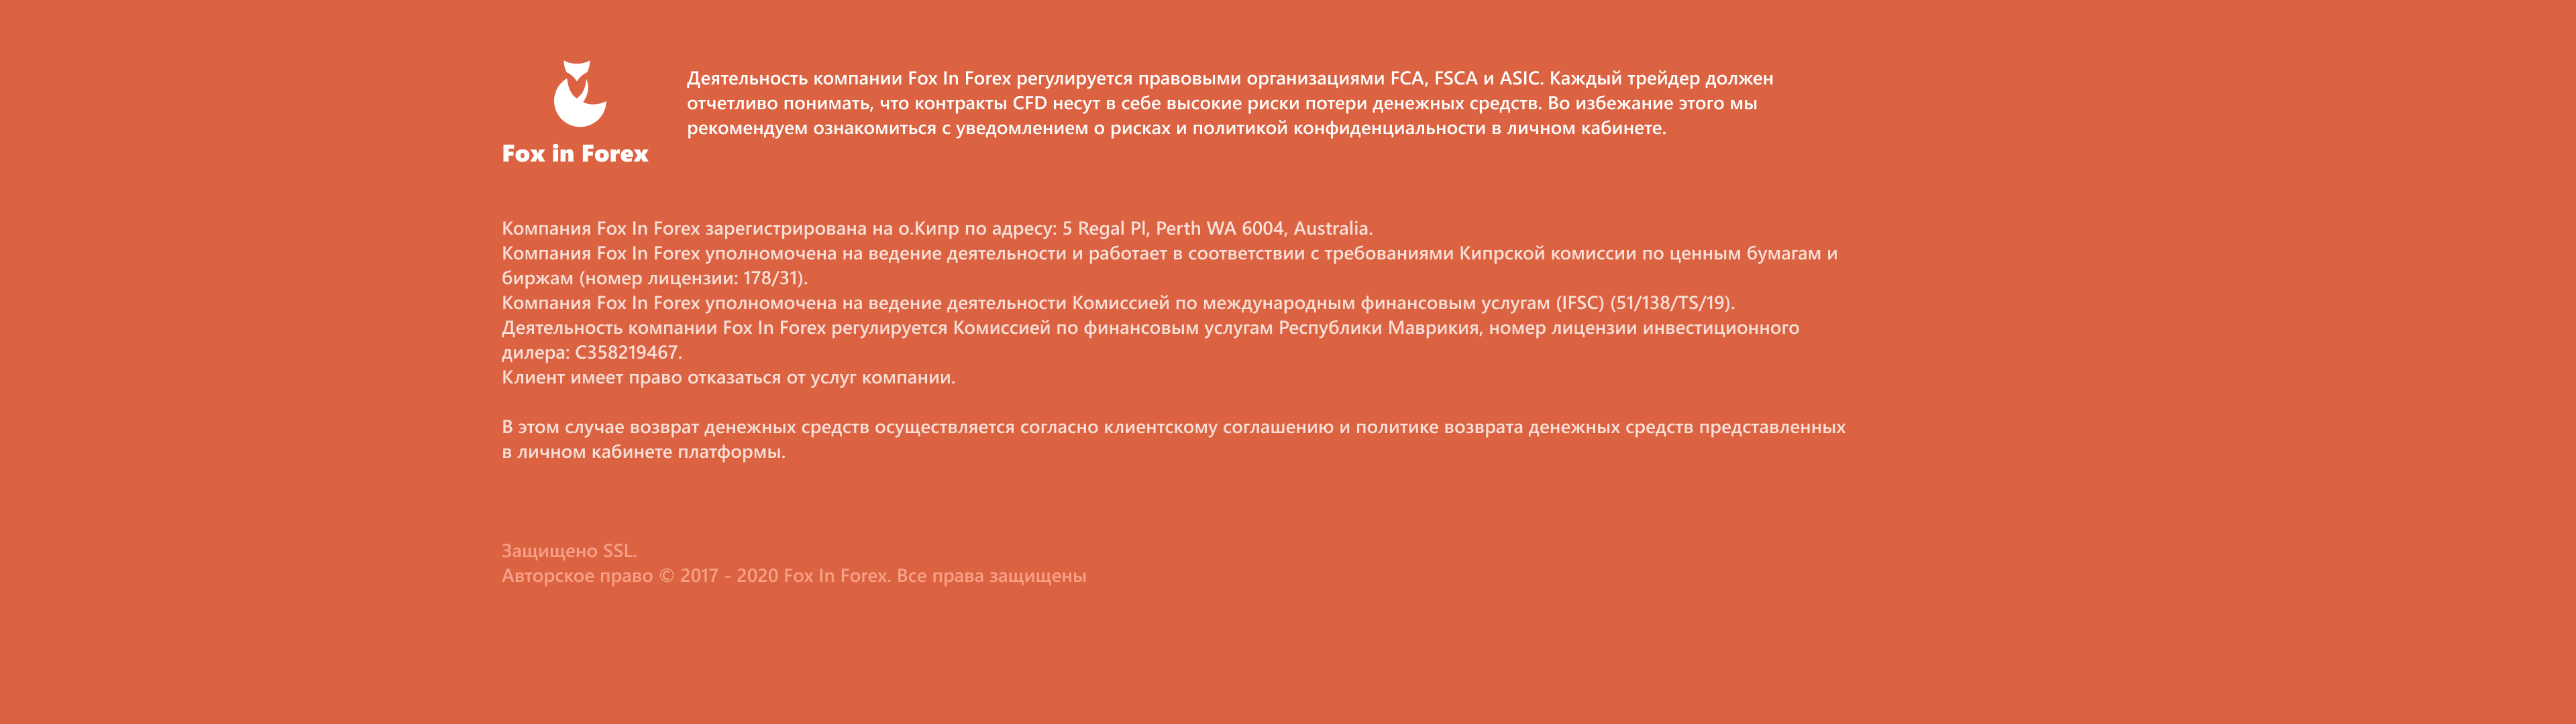 Fox in Forex
Деятельность компании Fox In Forex регулируется правовыми организациями FCA, FSCA и ASIC. Каждый трейдер должен
отчетливо понимать, что контракты CFD несут в себе высокие риски потери денежных средств. Во избежание этого мы
рекомендуем ознакомиться с уведомлением о рисках и политикой конфиденциальности в личном кабинете.
Компания Fox In Forex зарегистрирована на о.Кипр по адресу: 5 Regal Pl, Perth WA 6004, Australia.
Компания Fox In Forex уполномочена на ведение деятельности и работает в соответствии с требованиями Кипрской комиссии по ценным бумагам и
биржам (номер лицензии: 178/31).
Компания Fox In Forex уполномочена на ведение деятельности Комиссией по международным финансовым услугам (IFSC) (51/138/TS/19).
Деятельность компании Fox In Forex регулируется Комиссией по финансовым услугам Республики Маврикия, номер лицензии инвестиционного
дилера: C358219467.
Клиент имеет право отказаться от услуг компании.
В этом случае возврат денежных средств осуществляется согласно клиентскому соглашению и политике возврата денежных средств представленных
в личном кабинете платформы.
Защищено SSL.
Авторское право © 2017 - 2020 Fox In Forex. Все права защищены